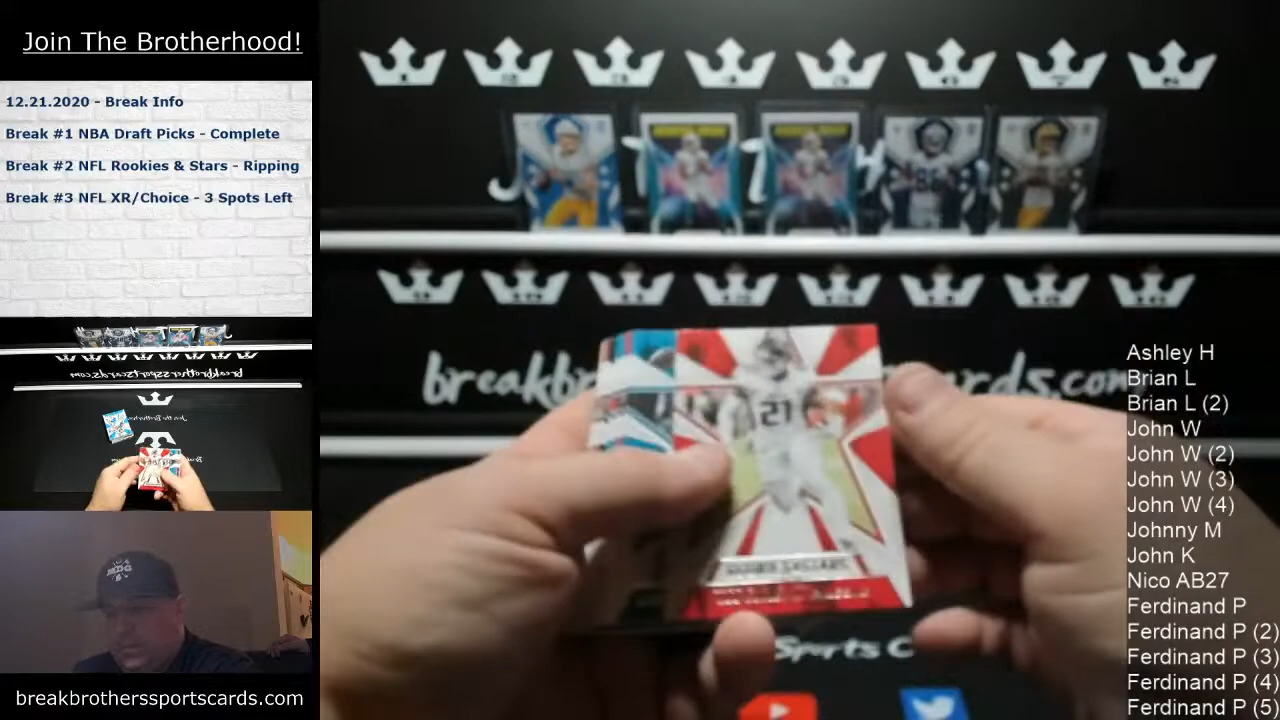 Join The Brotherhood!
12.21.2020 - Break Info
Break #1 NBA Draft Picks - Complete
Break #2 NFL Rookies & Stars - Ripping
Break #3 NFL XR/Choice - 3 Spots Left
breakbrotherssportscards.com
21
Sports C
Ashley H
Brian L
Brian L (2)
John W
John W (2)
John W (3)
John W (4)
Johnny M
John K
Nico AB27
Ferdinand P
Ferdinand P (2)
Ferdinand P (3)
Ferdinand P (4)
Ferdinand P (5)